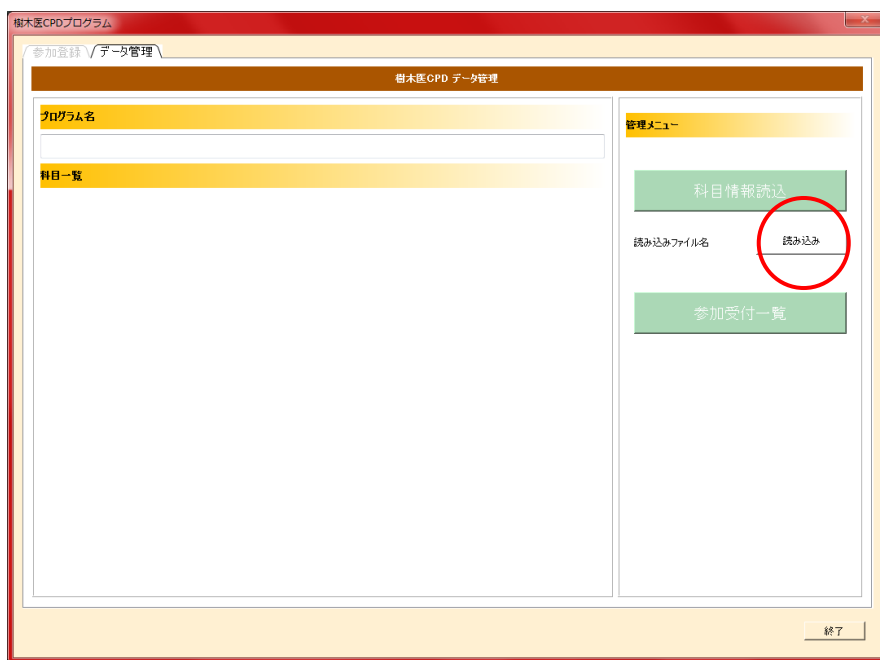 樹木医CPDプログラム
参加登録 データ管理
樹木医CPD データ管理
プログラム名
科目一覧
管理メニュー
科目情報読込
読み込みファイル名 読み込み
参加受付一覧
終了